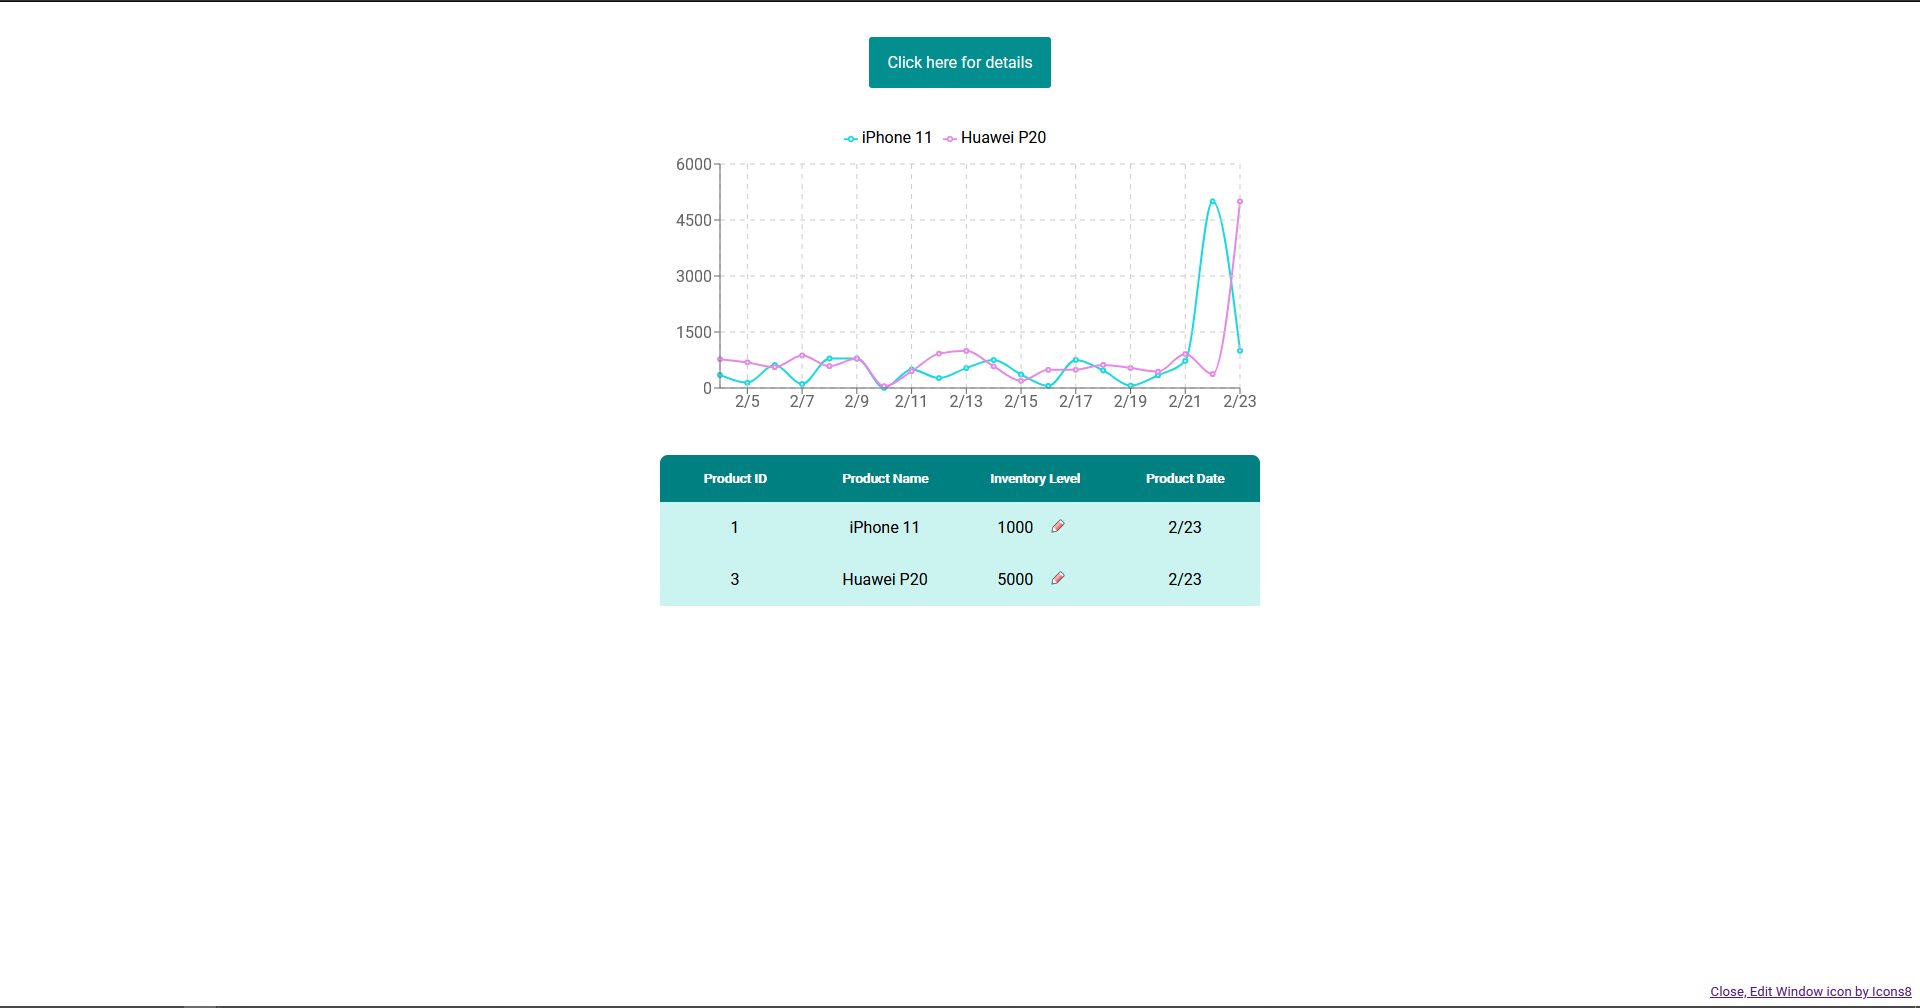 Click here for details
iPhone 11 Huawei P20
6000
4500
3000
1500
0
2/5 2/7 2/9 2/11 2/13 2/15 2/17 2/19 2/21 2/23
Product ID Product Name Inventory Level Product Date
1 iPhone 11 1000 2/23
3 Huawei P20 5000 2/23
Close, Edit Window icon by Icons8